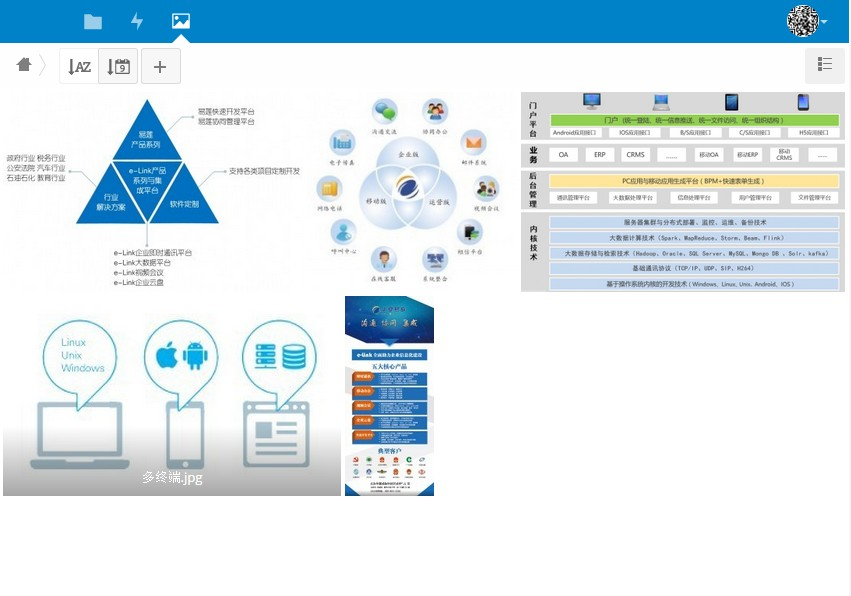 AZ
9
易莲快速开发平台
易莲协同管理平台
易莲
产品系列
政府行业 税务行业
公安法院 汽车行业
石油石化 教育行业
e-Link产品
系列与集
成平台
支持各类项目定制开发
行业
解决方案
软件定制
e-Link企业即时通讯平台
e-Link大数据平台
e-Link视频会议
e-Link企业云盘
沟通交流
协同办公
电子传真
企业版
邮件系统
网络电话
移动版
运营版
视频会议
呼叫中心
短信平台
在线客服
系统整合
门户平台
门户（统一登陆、统一信息推送、统一文件访问、统一组织结构）
Android应用接口
IOS应用接口
B/S应用接口
C/S应用接口
H5应用接口
业务
OA
ERP
CRMS
......
移动OA
移动ERP
移动
CRMS
......
后台管理
PC应用与移动应用生成平台（BPM+快速表单生成）
通讯管理平台
大数据处理平台
信息处理平台
用户管理平台
文件管理平台
内核技术
服务器集群与分布式部署、监控、运维、备份技术
大数据计算技术（Spark、MapReduce、Storm、Beam、Flink）
大数据存储与检索技术（Hadoop、Oracle、SQL Server、MySQL、Mongo DB 、Solr、kafka）
基础通讯协议（TCP/IP、UDP、SIP、H264）
基于操作系统内核的开发技术（Windows、Linux、Unix、Android、IOS）
Linux
Unix
Windows
多终端.jpg
沟通 协同 集成
e-Link 全面助力企业信息化建设
五大核心产品
典型客户